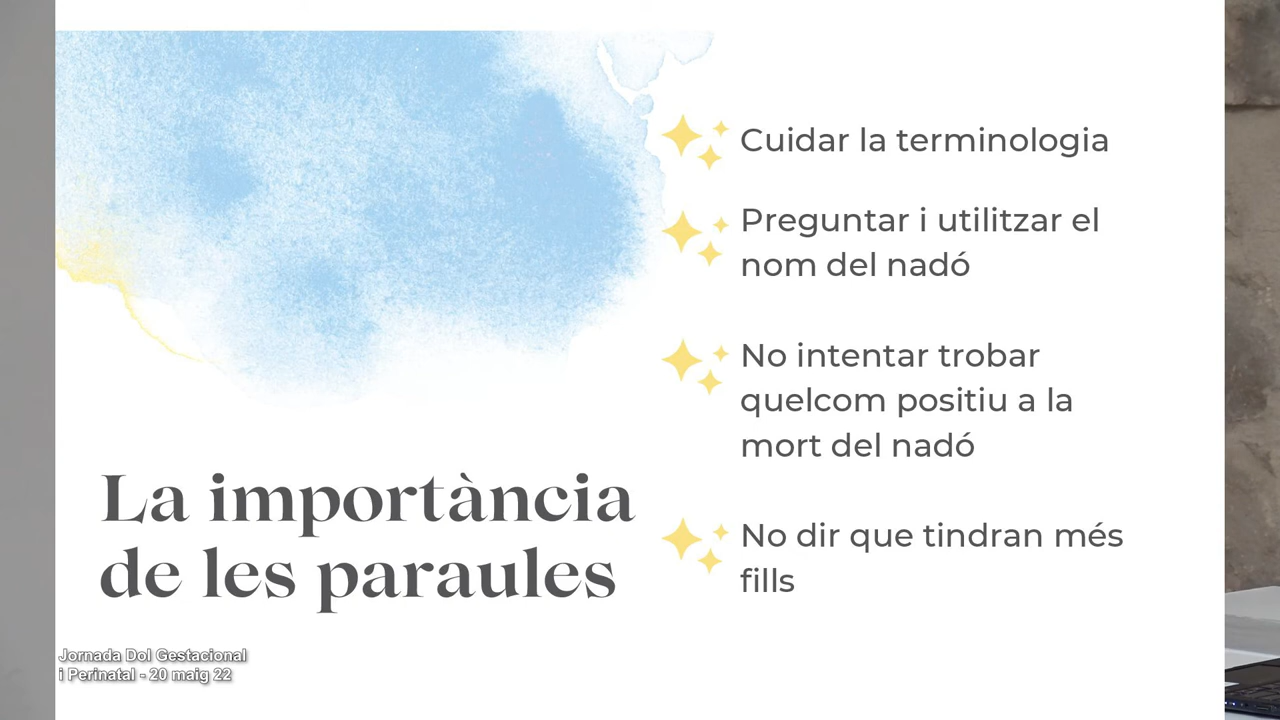 Cuidar la terminologia
Preguntar i utilitzar el
nom del nadó
No intentar trobar
quelcom positiu a la
mort del nadó
No dir que tindran més
fills
La importància
de les paraules
Jornada Dol Gestacional
i Perinatal - 20 maig 22